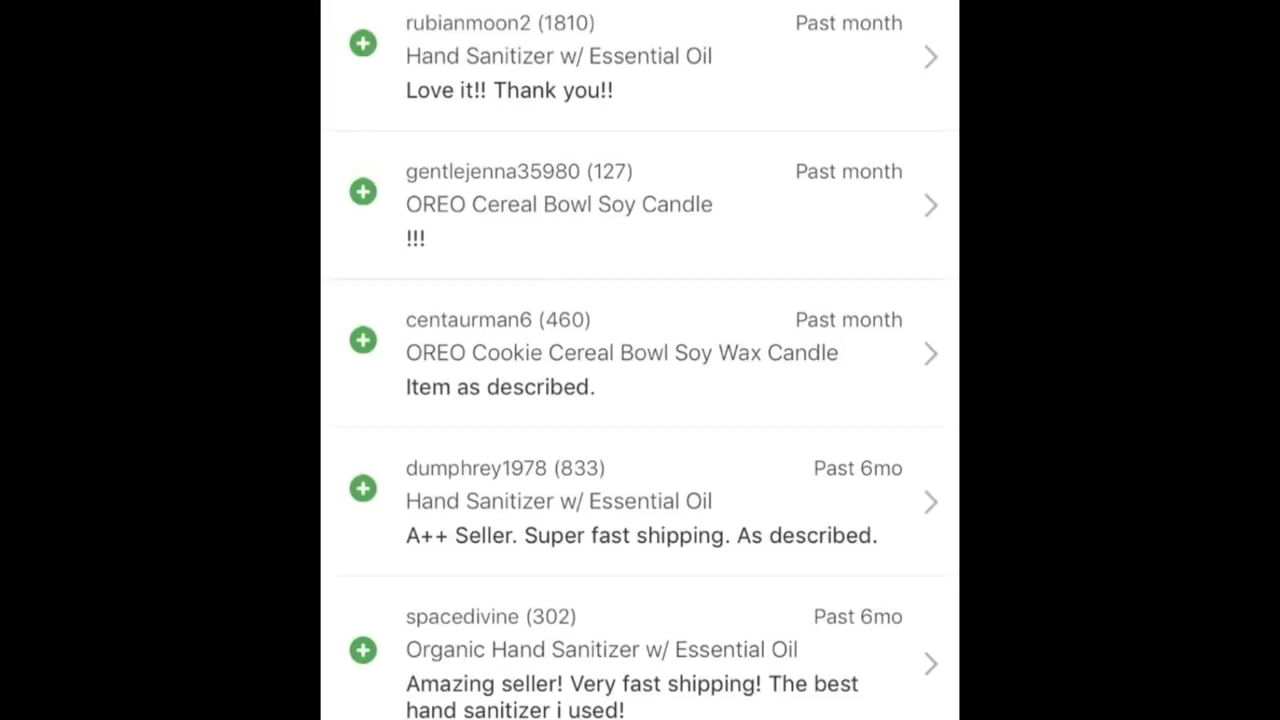 rubianmoon2 (1810) Past month
Hand Sanitizer w/ Essential Oil
Love it!! Thank you!!
gentlejenna35980 (127) Past month
OREO Cereal Bowl Soy Candle
!!!
centaurman6 (460) Past month
OREO Cookie Cereal Bowl Soy Wax Candle
Item as described.
dumphrey1978 (833) Past 6mo
Hand Sanitizer w/ Essential Oil
A++ Seller. Super fast shipping. As described.
spacedivine (302) Past 6mo
Organic Hand Sanitizer w/ Essential Oil
Amazing seller! Very fast shipping! The best
hand sanitizer i used!